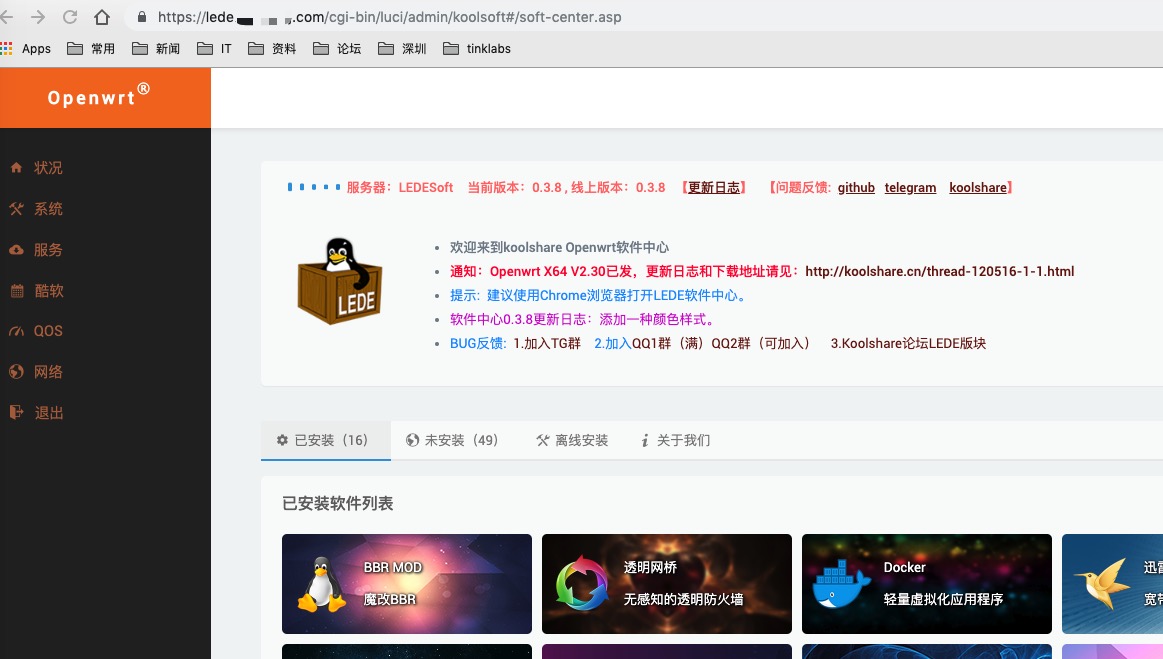 https://lede .com/cgi-bin/luci/admin/koolsoft#/soft-center.asp
Apps 常用 新闻 IT 资料 论坛 深圳 tinklabs
Openwrt®
状况
系统
服务
酷软
QOS
网络
退出
服务器：LEDESoft 当前版本：0.3.8 , 线上版本：0.3.8 【更新日志】 【问题反馈: github telegram koolshare】
LEDE
欢迎来到koolshare Openwrt软件中心
通知：Openwrt X64 V2.30已发，更新日志和下载地址请见：http://koolshare.cn/thread-120516-1-1.html
提示: 建议使用Chrome浏览器打开LEDE软件中心。
软件中心0.3.8更新日志：添加一种颜色样式。
BUG反馈: 1.加入TG群 2.加入QQ1群（满）QQ2群（可加入） 3.Koolshare论坛LEDE版块
已安装（16） 未安装（49） 离线安装 关于我们
已安装软件列表
BBR MOD
魔改BBR
透明网桥
无感知的透明防火墙
Docker
轻量虚拟化应用程序
迅
宽